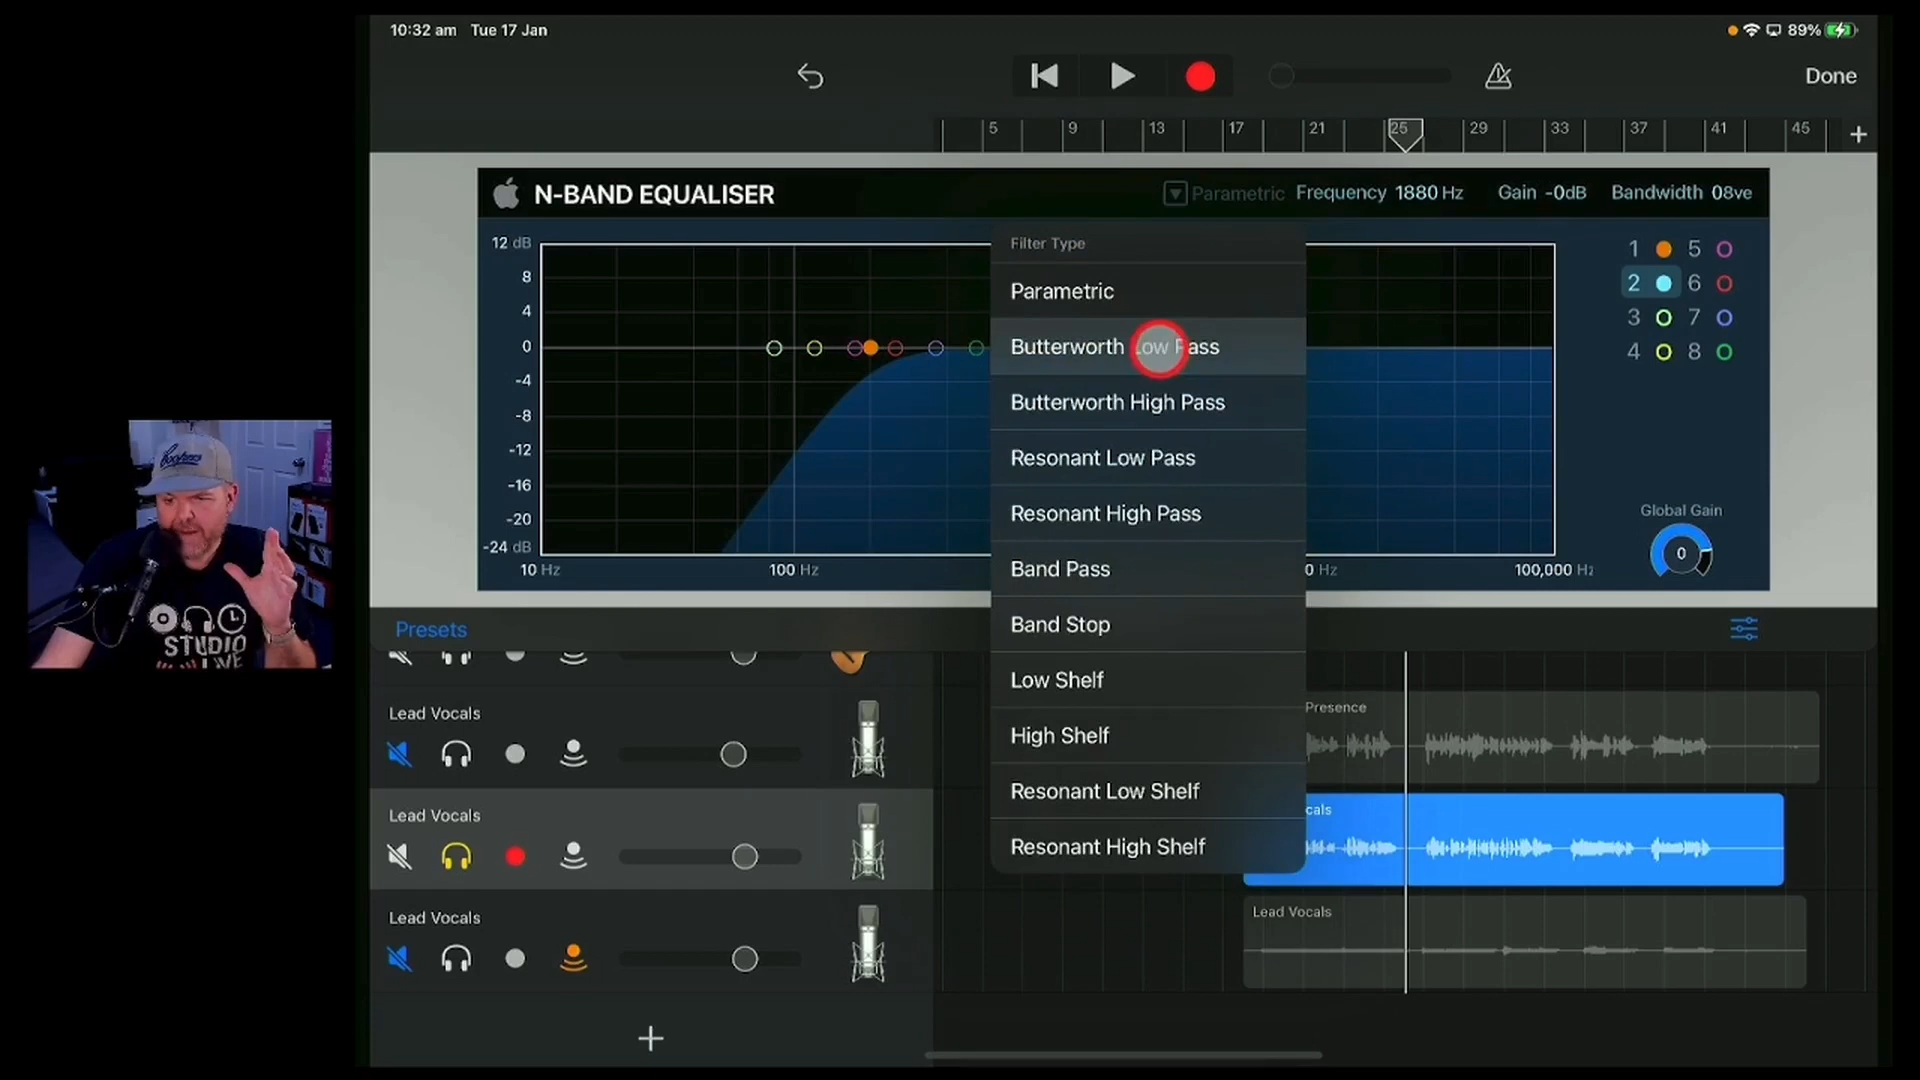 10:32 am Tue 17 Jan
89%
Done
5 9 13 17 21 25 29 33 37 41 45
N-BAND EQUALISER
Parametric Frequency 1880 Hz Gain -0dB Bandwidth 08ve
12 dB
8
4
0
-4
-8
-12
-16
-20
-24 dB
10 Hz 100 Hz 0 Hz 100,000 Hz
Filter Type
Parametric
Butterworth Low Pass
Butterworth High Pass
Resonant Low Pass
Resonant High Pass
Band Pass
Band Stop
Low Shelf
High Shelf
Resonant Low Shelf
Resonant High Shelf
1 5
2 6
3 7
4 8
Global Gain
0
Presets
Lead Vocals
Presence
Lead Vocals
cals
Lead Vocals
Lead Vocals
STUDIO
LIVE